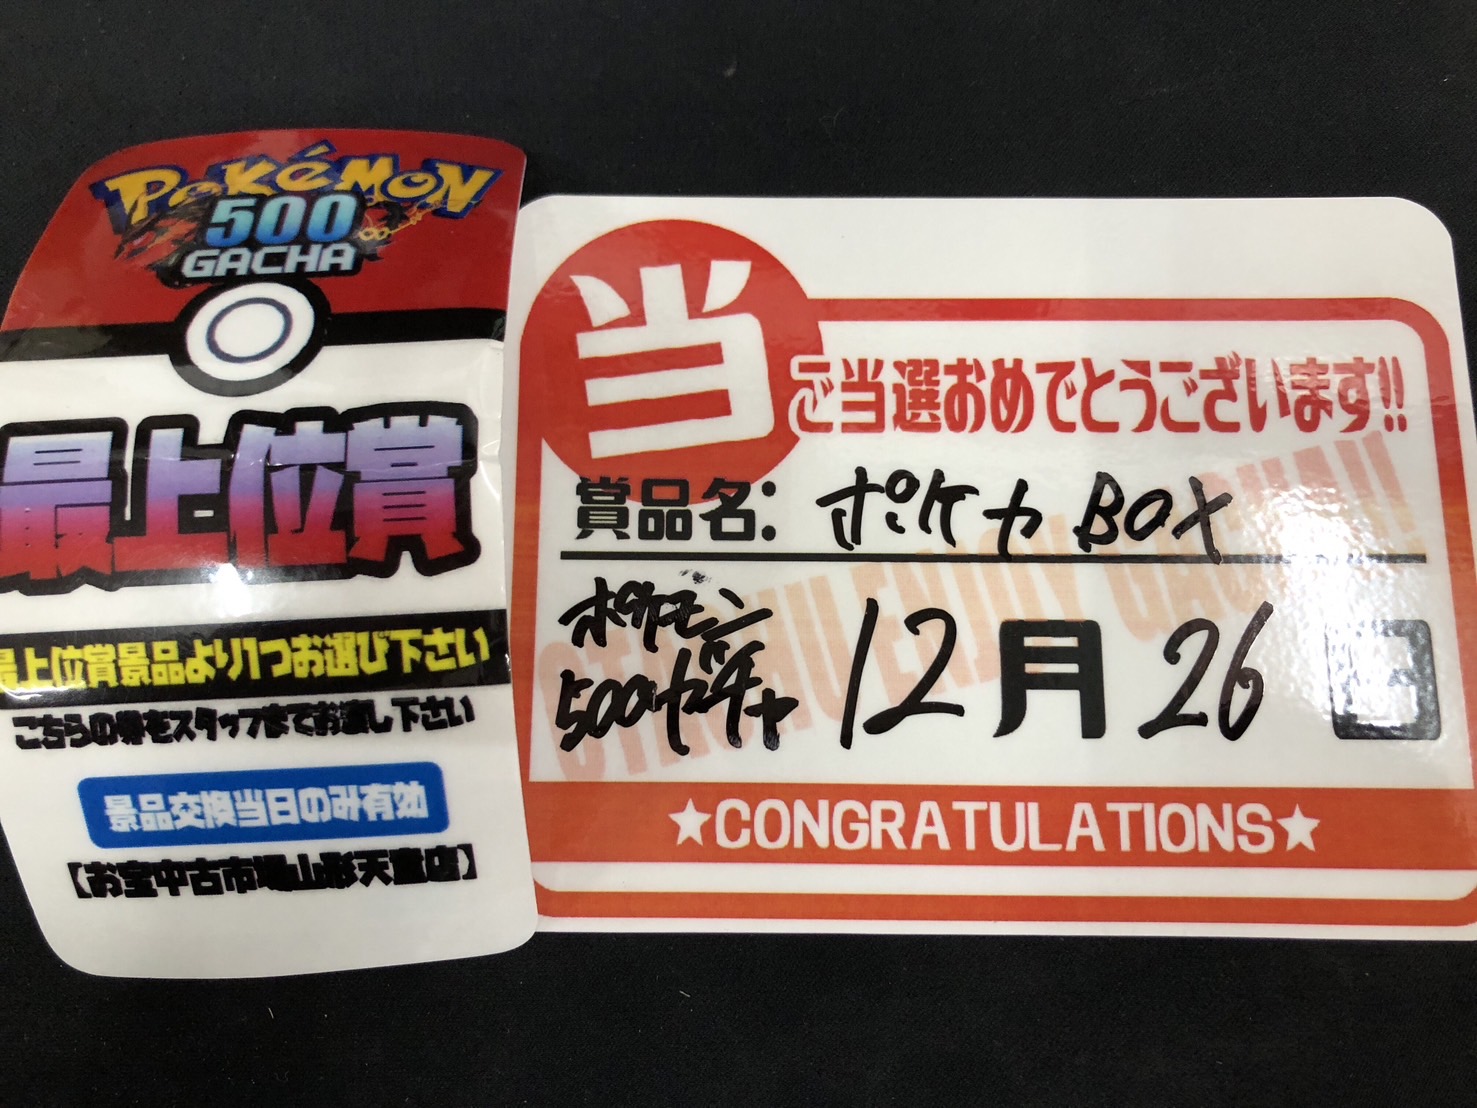 Pokémon
500
GACHA
最上位賞
最上位賞景品より1つお選び下さい
こちらの券をスタッフまでお渡し下さい
景品交換当日のみ有効
【お宝中古市場山形天童店】
当
ご当選おめでとうございます!!
賞品名：ポケカ BOX
ポケモン
500ガチャ
12月26日
★CONGRATULATIONS★